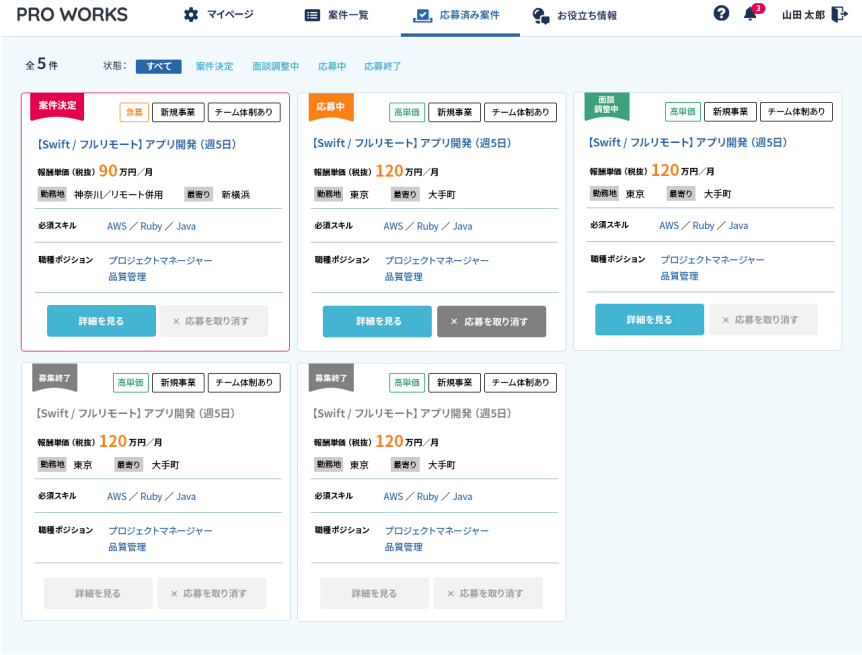 PRO WORKS
マイページ
案件一覧
応募済み案件
お役立ち情報
?
3
山田 太郎
全5件
状態：
すべて
案件決定
面談調整中
応募中
応募終了
案件決定
急募
新規事業
チーム体制あり
【Swift / フルリモート】アプリ開発（週5日）
報酬単価（税抜）90万円／月
勤務地 神奈川／リモート併用 最寄り 新横浜
必須スキル AWS ／ Ruby ／ Java
職種ポジション プロジェクトマネージャー
品質管理
詳細を見る
× 応募を取り消す
応募中
高単価
新規事業
チーム体制あり
【Swift / フルリモート】アプリ開発（週5日）
報酬単価（税抜）120万円／月
勤務地 東京 最寄り 大手町
必須スキル AWS ／ Ruby ／ Java
職種ポジション プロジェクトマネージャー
品質管理
詳細を見る
× 応募を取り消す
面談
調整中
高単価
新規事業
チーム体制あり
【Swift / フルリモート】アプリ開発（週5日）
報酬単価（税抜）120万円／月
勤務地 東京 最寄り 大手町
必須スキル AWS ／ Ruby ／ Java
職種ポジション プロジェクトマネージャー
品質管理
詳細を見る
× 応募を取り消す
募集終了
高単価
新規事業
チーム体制あり
【Swift / フルリモート】アプリ開発（週5日）
報酬単価（税抜）120万円／月
勤務地 東京 最寄り 大手町
必須スキル AWS ／ Ruby ／ Java
職種ポジション プロジェクトマネージャー
品質管理
詳細を見る
× 応募を取り消す
募集終了
高単価
新規事業
チーム体制あり
【Swift / フルリモート】アプリ開発（週5日）
報酬単価（税抜）120万円／月
勤務地 東京 最寄り 大手町
必須スキル AWS ／ Ruby ／ Java
職種ポジション プロジェクトマネージャー
品質管理
詳細を見る
× 応募を取り消す